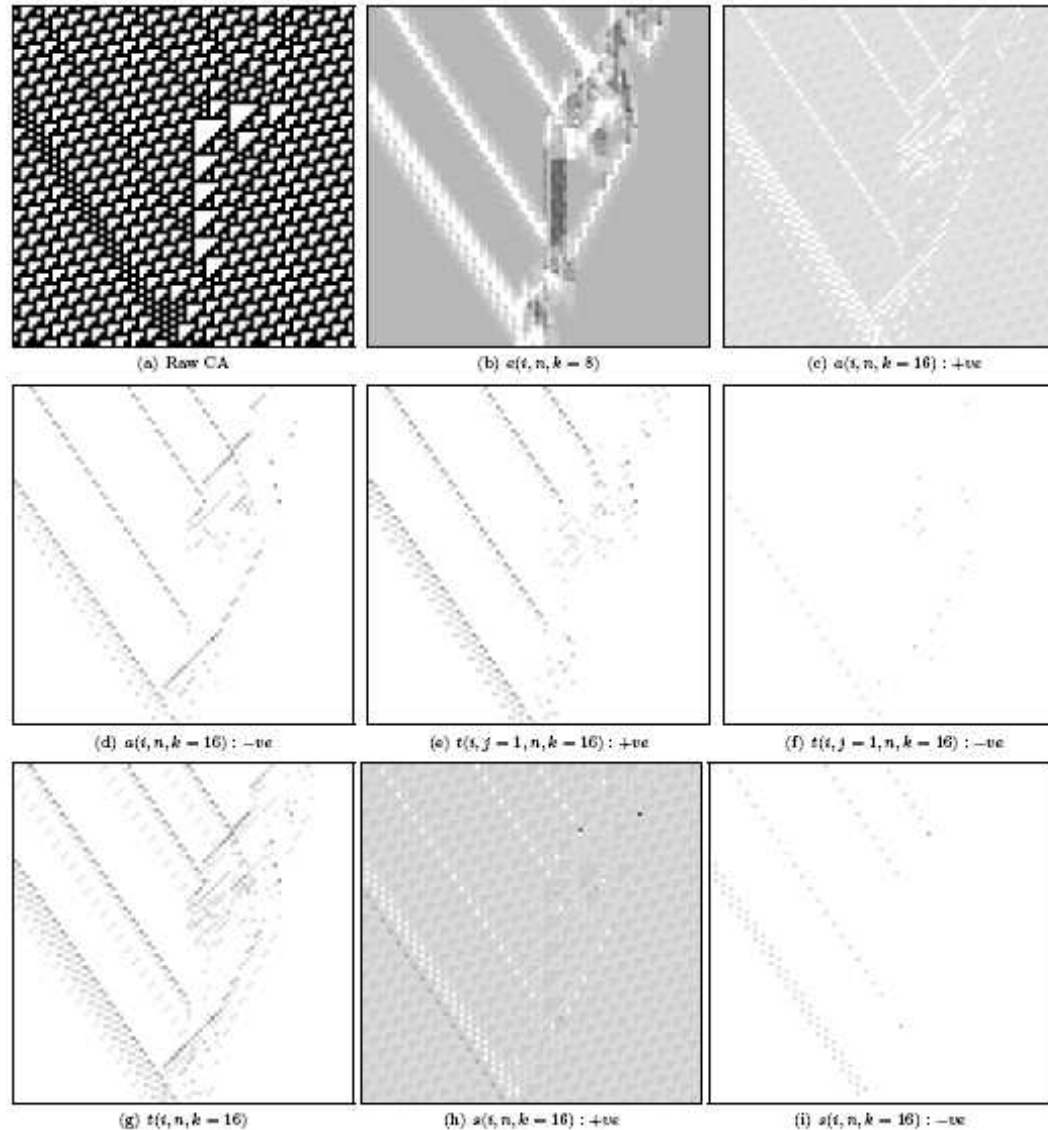 (a) Raw CA
(b) e(i, n, k = 8)
(c) a(i, n, k = 16) : +ve
(d) a(i, n, k = 16) : −ve
(e) t(i, j = 1, n, k = 16) : +ve
(f) t(i, j = 1, n, k = 16) : −ve
(g) t(i, n, k = 16)
(h) s(i, n, k = 16) : +ve
(i) s(i, n, k = 16) : −ve